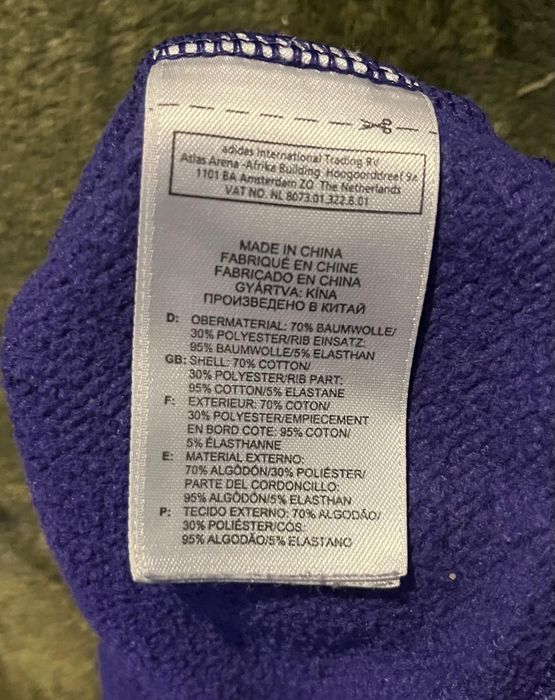 adidas International Trading BV
Atlas Arena -Afrika Building Hoogoorddreef 9a
1101 BA Amsterdam ZO The Netherlands
VAT NO. NL 8073.01.322.B.01
MADE IN CHINA
FABRIQUÉ EN CHINE
FABRICADO EN CHINA
GYÁRTVA: KÍNA
ПРОИЗВЕДЕНО В КИТАЙ
D: OBERMATERIAL: 70% BAUMWOLLE/
30% POLYESTER/RIB EINSATZ:
95% BAUMWOLLE/5% ELASTHAN
GB: SHELL: 70% COTTON/
30% POLYESTER/RIB PART:
95% COTTON/5% ELASTANE
F: EXTERIEUR: 70% COTON/
30% POLYESTER/EMPIECEMENT
EN BORD COTE: 95% COTON/
5% ÉLASTHANNE
E: MATERIAL EXTERNO:
70% ALGODÓN/30% POLIÉSTER/
PARTE DEL CORDONCILLO:
95% ALGODÓN/5% ELASTHAN
P: TECIDO EXTERNO: 70% ALGODÃO/
30% POLIÉSTER/CÓS:
95% ALGODÃO/5% ELASTANO